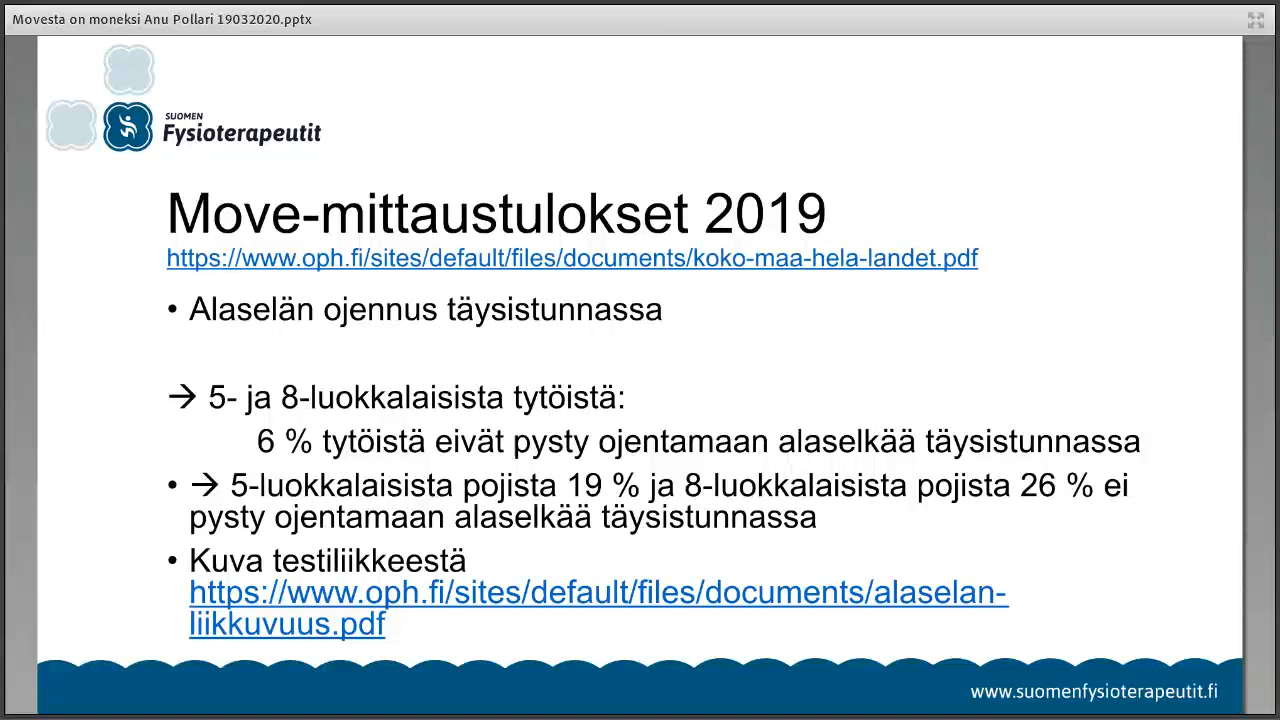 Movesta on moneksi Anu Pollari 19032020.pptx
SUOMEN
Fysioterapeutit
Move-mittaustulokset 2019
https://www.oph.fi/sites/default/files/documents/koko-maa-hela-landet.pdf
• Alaselän ojennus täysistunnassa
→ 5- ja 8-luokkalaisista tytöistä:
6 % tytöistä eivät pysty ojentamaan alaselkää täysistunnassa
• → 5-luokkalaisista pojista 19 % ja 8-luokkalaisista pojista 26 % ei
pysty ojentamaan alaselkää täysistunnassa
• Kuva testiliikkeestä
https://www.oph.fi/sites/default/files/documents/alaselan-
liikkuvuus.pdf
www.suomenfysioterapeutit.fi